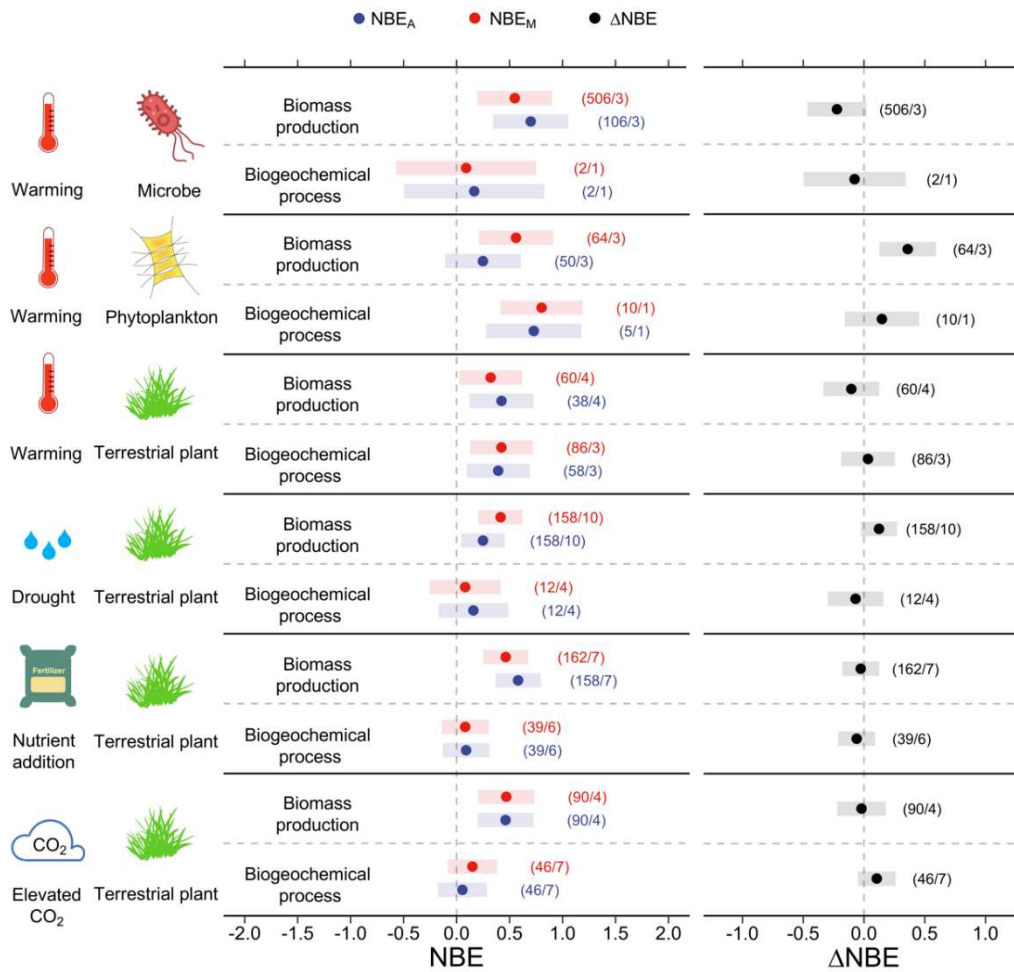 NBE_A NBE_M ΔNBE
Biomass production (506/3) (106/3) (506/3)
Warming Microbe
Biogeochemical process (2/1) (2/1) (2/1)
Biomass production (64/3) (50/3) (64/3)
Warming Phytoplankton
Biogeochemical process (10/1) (5/1) (10/1)
Biomass production (60/4) (38/4) (60/4)
Warming Terrestrial plant
Biogeochemical process (86/3) (58/3) (86/3)
Biomass production (158/10) (158/10) (158/10)
Drought Terrestrial plant
Biogeochemical process (12/4) (12/4) (12/4)
Fertilizer
Biomass production (162/7) (158/7) (162/7)
Nutrient addition Terrestrial plant
Biogeochemical process (39/6) (39/6) (39/6)
CO₂
Biomass production (90/4) (90/4) (90/4)
Elevated CO₂ Terrestrial plant
Biogeochemical process (46/7) (46/7) (46/7)
-2.0 -1.5 -1.0 -0.5 0.0 0.5 1.0 1.5 2.0 -1.0 -0.5 0.0 0.5 1.0
NBE ΔNBE